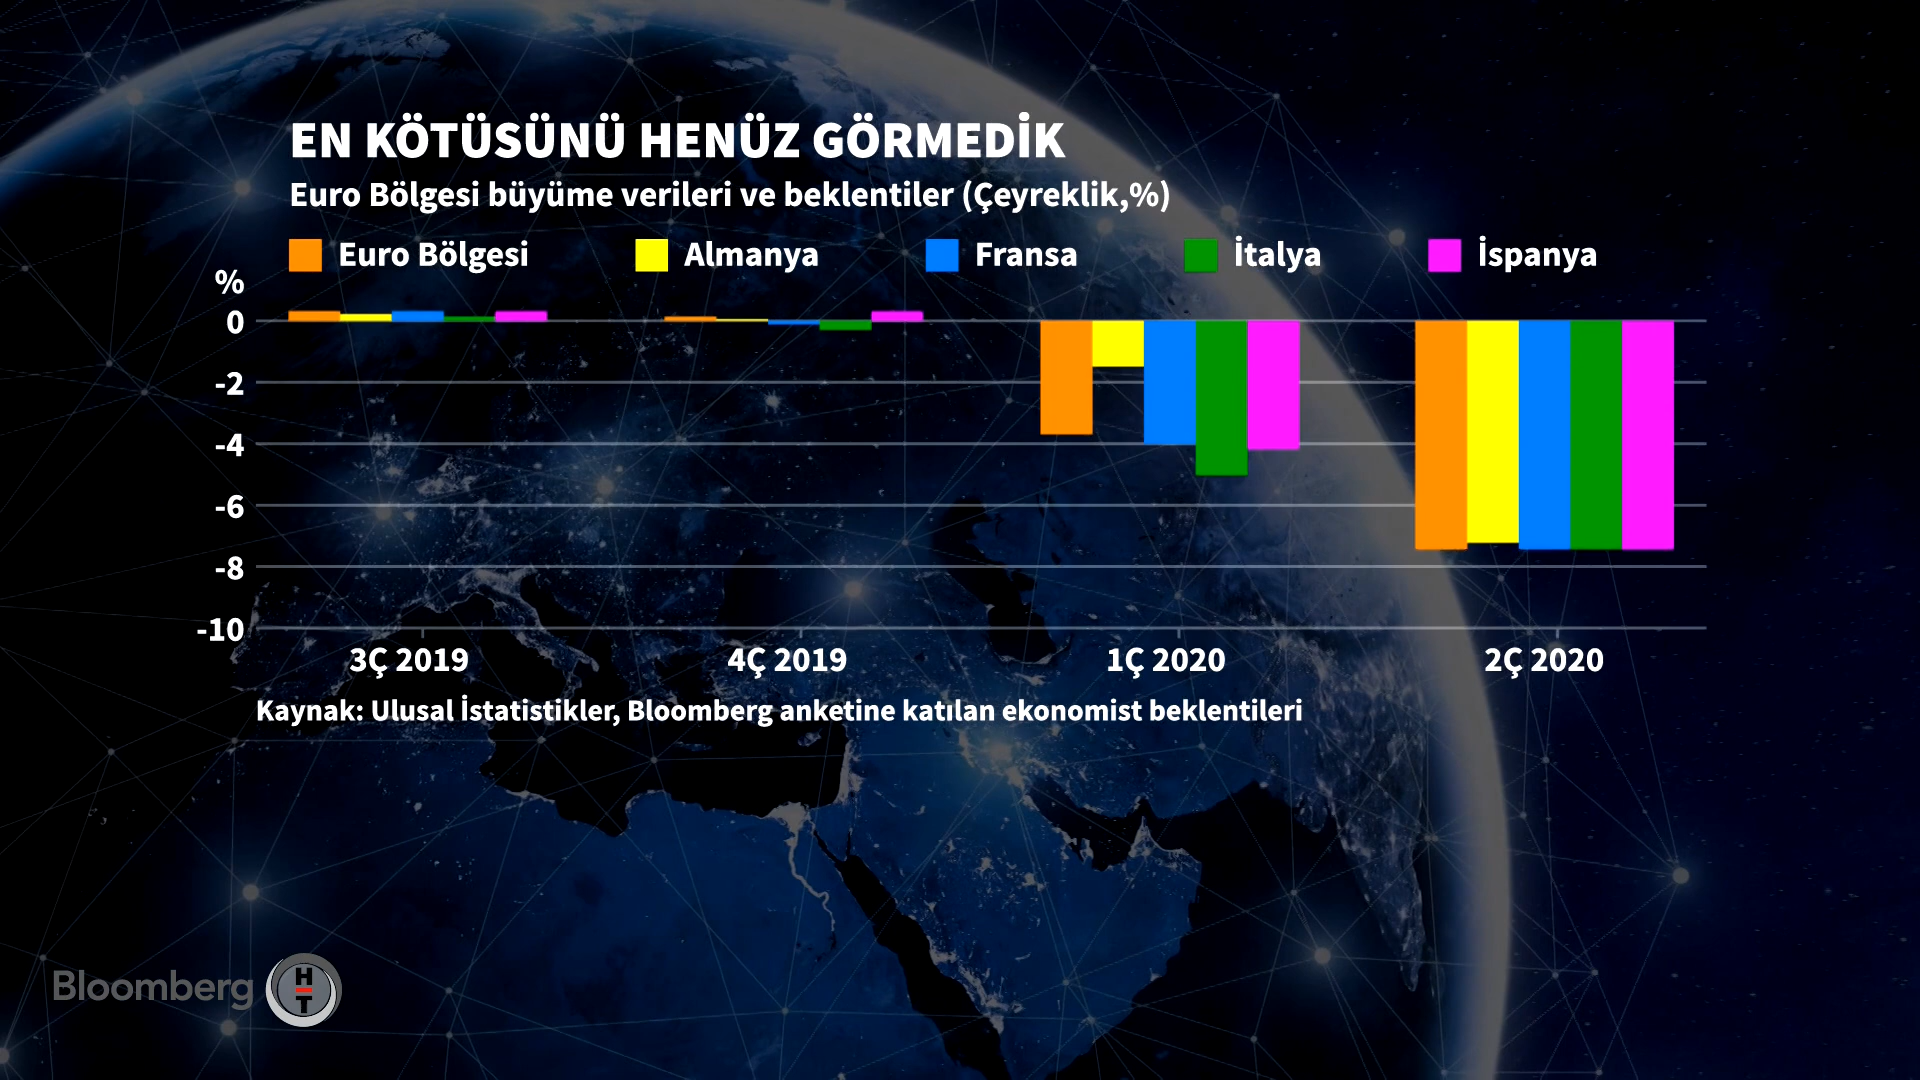 EN KÖTÜSÜNÜ HENÜZ GÖRMEDİK
Euro Bölgesi büyüme verileri ve beklentiler (Çeyreklik,%)
Euro Bölgesi Almanya Fransa İtalya İspanya
%
0
-2
-4
-6
-8
-10
3Ç 2019 4Ç 2019 1Ç 2020 2Ç 2020
Kaynak: Ulusal İstatistikler, Bloomberg anketine katılan ekonomist beklentileri
Bloomberg HT